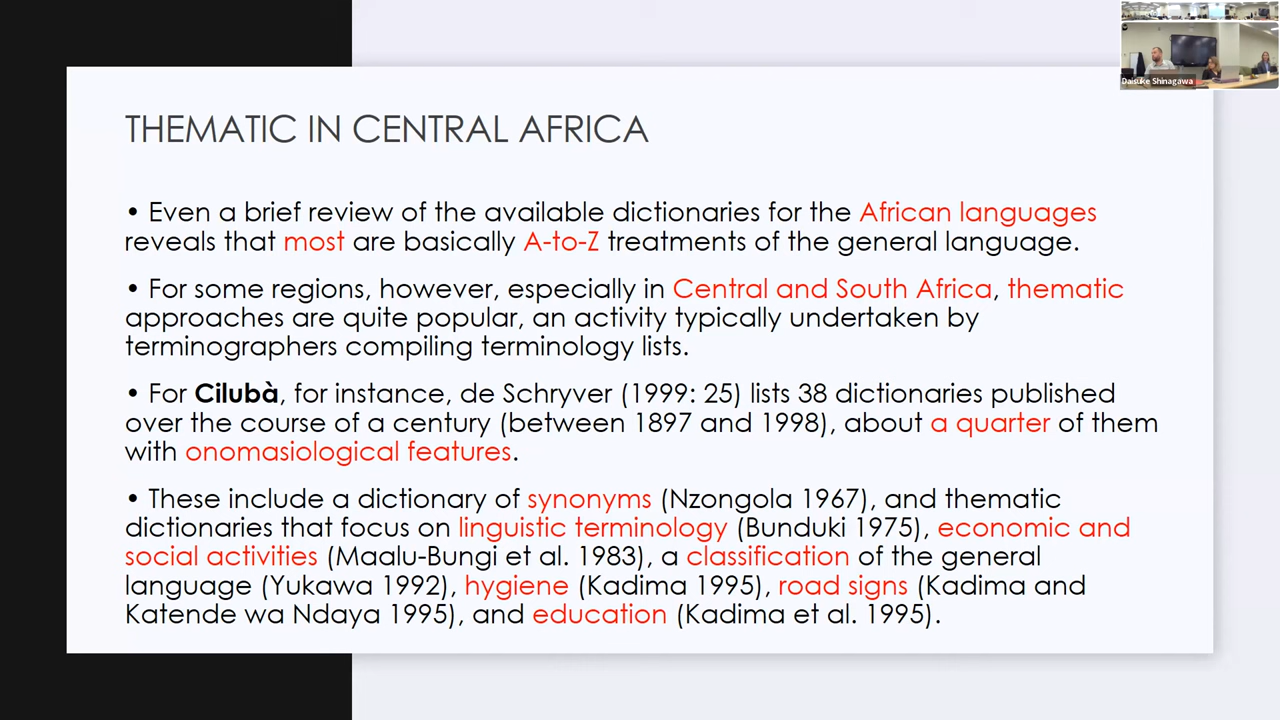 Daisuke Shinagawa
THEMATIC IN CENTRAL AFRICA
• Even a brief review of the available dictionaries for the African languages
reveals that most are basically A-to-Z treatments of the general language.
• For some regions, however, especially in Central and South Africa, thematic
approaches are quite popular, an activity typically undertaken by
terminographers compiling terminology lists.
• For Cilubà, for instance, de Schryver (1999: 25) lists 38 dictionaries published
over the course of a century (between 1897 and 1998), about a quarter of them
with onomasiological features.
• These include a dictionary of synonyms (Nzongola 1967), and thematic
dictionaries that focus on linguistic terminology (Bunduki 1975), economic and
social activities (Maalu-Bungi et al. 1983), a classification of the general
language (Yukawa 1992), hygiene (Kadima 1995), road signs (Kadima and
Katende wa Ndaya 1995), and education (Kadima et al. 1995).